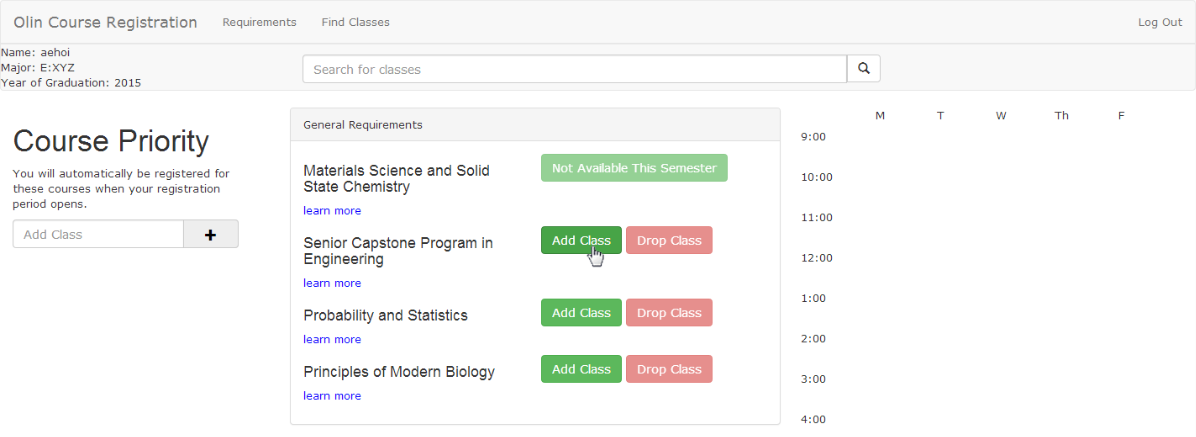 Olin Course Registration Requirements Find Classes Log Out
Name: aehoi
Major: E:XYZ
Year of Graduation: 2015
Search for classes
Course Priority
You will automatically be registered for
these courses when your registration
period opens.
Add Class
General Requirements
Materials Science and Solid
State Chemistry
Not Available This Semester
learn more
Senior Capstone Program in
Engineering
Add Class Drop Class
learn more
Probability and Statistics
Add Class Drop Class
learn more
Principles of Modern Biology
Add Class Drop Class
learn more
M T W Th F
9:00
10:00
11:00
12:00
1:00
2:00
3:00
4:00